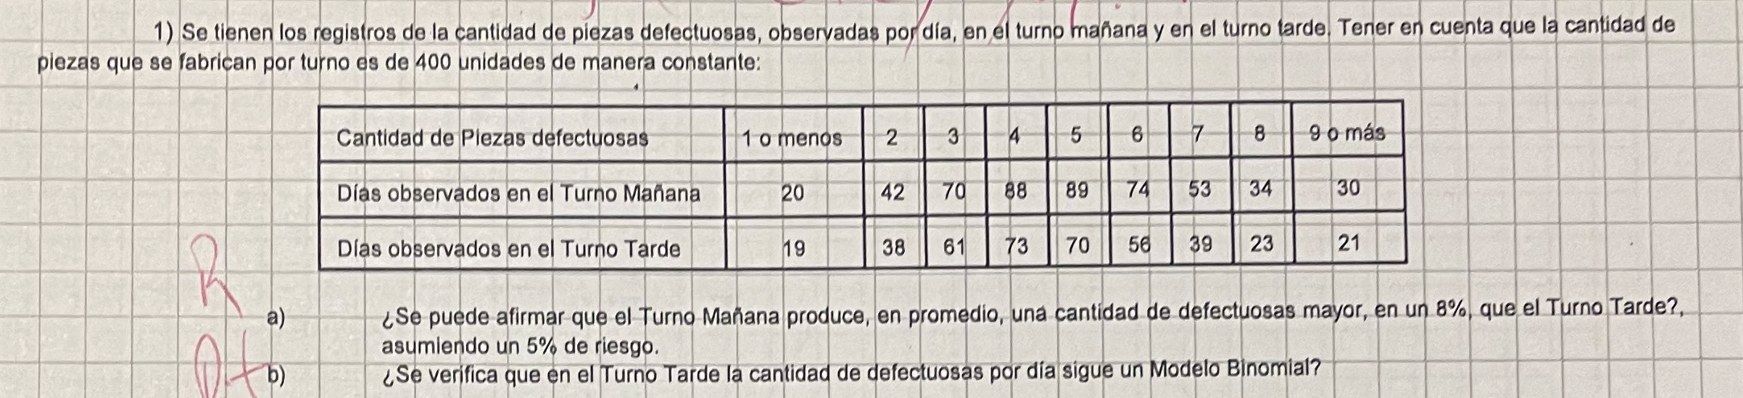 1) Se tienen los registros de la cantidad de piezas defectuosas, observadas por día, en el turno mañana y en el turno tarde. Tener en cuenta que la cantidad de
piezas que se fabrican por turno es de 400 unidades de manera constante:
Cantidad de Piezas defectuosas 1 o menos 2 3 4 5 6 7 8 9 o más
Días observados en el Turno Mañana 20 42 70 88 89 74 53 34 30
Días observados en el Turno Tarde 19 38 61 73 70 56 39 23 21
a) ¿Se puede afirmar que el Turno Mañana produce, en promedio, una cantidad de defectuosas mayor, en un 8%, que el Turno Tarde?,
asumiendo un 5% de riesgo.
b) ¿Se verifica que en el Turno Tarde la cantidad de defectuosas por día sigue un Modelo Binomial?